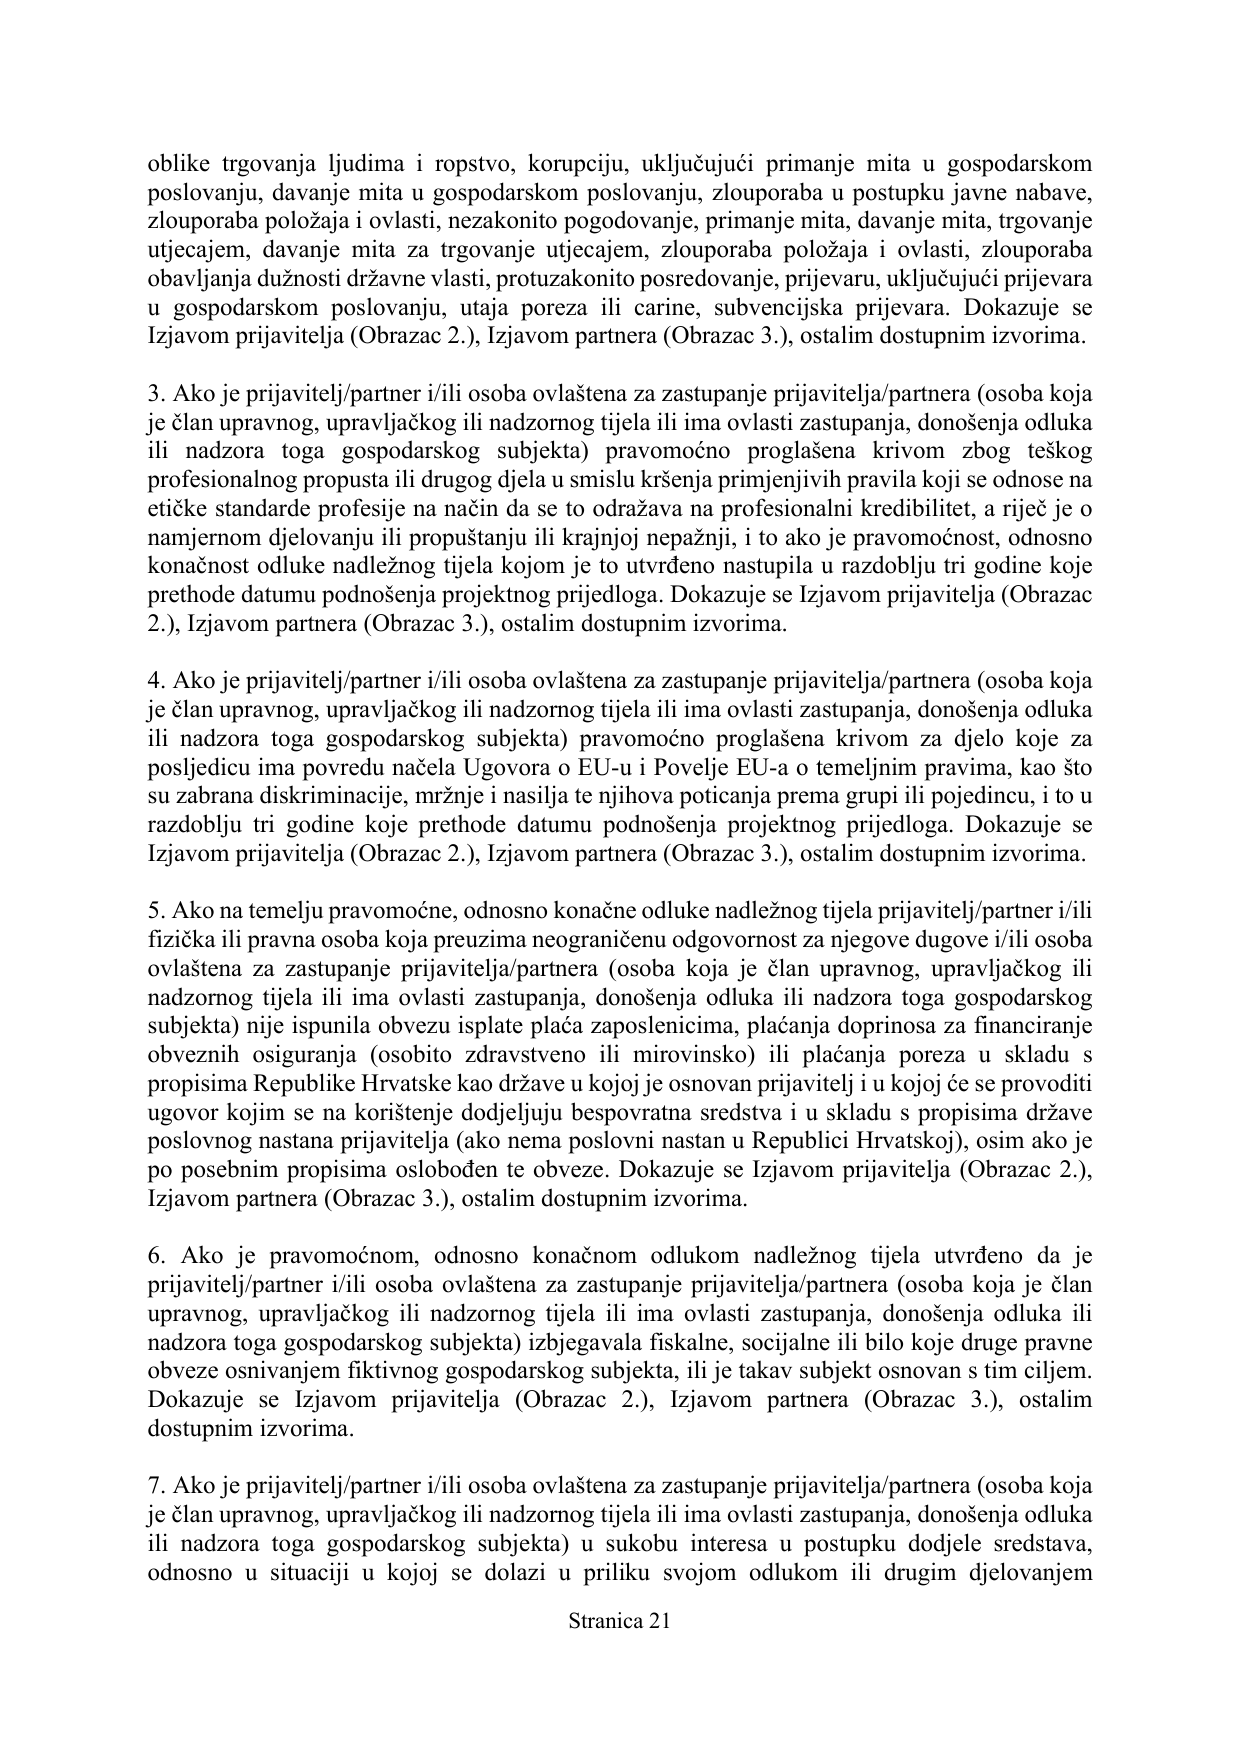 oblike trgovanja ljudima i ropstvo, korupciju, uključujući primanje mita u gospodarskom
poslovanju, davanje mita u gospodarskom poslovanju, zlouporaba u postupku javne nabave,
zlouporaba položaja i ovlasti, nezakonito pogodovanje, primanje mita, davanje mita, trgovanje
utjecajem, davanje mita za trgovanje utjecajem, zlouporaba položaja i ovlasti, zlouporaba
obavljanja dužnosti državne vlasti, protuzakonito posredovanje, prijevaru, uključujući prijevara
u gospodarskom poslovanju, utaja poreza ili carine, subvencijska prijevara. Dokazuje se
Izjavom prijavitelja (Obrazac 2.), Izjavom partnera (Obrazac 3.), ostalim dostupnim izvorima.
3. Ako je prijavitelj/partner i/ili osoba ovlaštena za zastupanje prijavitelja/partnera (osoba koja
je član upravnog, upravljačkog ili nadzornog tijela ili ima ovlasti zastupanja, donošenja odluka
ili nadzora toga gospodarskog subjekta) pravomoćno proglašena krivom zbog teškog
profesionalnog propusta ili drugog djela u smislu kršenja primjenjivih pravila koji se odnose na
etičke standarde profesije na način da se to odražava na profesionalni kredibilitet, a riječ je o
namjernom djelovanju ili propuštanju ili krajnjoj nepažnji, i to ako je pravomoćnost, odnosno
konačnost odluke nadležnog tijela kojom je to utvrđeno nastupila u razdoblju tri godine koje
prethode datumu podnošenja projektnog prijedloga. Dokazuje se Izjavom prijavitelja (Obrazac
2.), Izjavom partnera (Obrazac 3.), ostalim dostupnim izvorima.
4. Ako je prijavitelj/partner i/ili osoba ovlaštena za zastupanje prijavitelja/partnera (osoba koja
je član upravnog, upravljačkog ili nadzornog tijela ili ima ovlasti zastupanja, donošenja odluka
ili nadzora toga gospodarskog subjekta) pravomoćno proglašena krivom za djelo koje za
posljedicu ima povredu načela Ugovora o EU-u i Povelje EU-a o temeljnim pravima, kao što
su zabrana diskriminacije, mržnje i nasilja te njihova poticanja prema grupi ili pojedincu, i to u
razdoblju tri godine koje prethode datumu podnošenja projektnog prijedloga. Dokazuje se
Izjavom prijavitelja (Obrazac 2.), Izjavom partnera (Obrazac 3.), ostalim dostupnim izvorima.
5. Ako na temelju pravomoćne, odnosno konačne odluke nadležnog tijela prijavitelj/partner i/ili
fizička ili pravna osoba koja preuzima neograničenu odgovornost za njegove dugove i/ili osoba
ovlaštena za zastupanje prijavitelja/partnera (osoba koja je član upravnog, upravljačkog ili
nadzornog tijela ili ima ovlasti zastupanja, donošenja odluka ili nadzora toga gospodarskog
subjekta) nije ispunila obvezu isplate plaća zaposlenicima, plaćanja doprinosa za financiranje
obveznih osiguranja (osobito zdravstveno ili mirovinsko) ili plaćanja poreza u skladu s
propisima Republike Hrvatske kao države u kojoj je osnovan prijavitelj i u kojoj će se provoditi
ugovor kojim se na korištenje dodjeljuju bespovratna sredstva i u skladu s propisima države
poslovnog nastana prijavitelja (ako nema poslovni nastan u Republici Hrvatskoj), osim ako je
po posebnim propisima oslobođen te obveze. Dokazuje se Izjavom prijavitelja (Obrazac 2.),
Izjavom partnera (Obrazac 3.), ostalim dostupnim izvorima.
6. Ako je pravomoćnom, odnosno konačnom odlukom nadležnog tijela utvrđeno da je
prijavitelj/partner i/ili osoba ovlaštena za zastupanje prijavitelja/partnera (osoba koja je član
upravnog, upravljačkog ili nadzornog tijela ili ima ovlasti zastupanja, donošenja odluka ili
nadzora toga gospodarskog subjekta) izbjegavala fiskalne, socijalne ili bilo koje druge pravne
obveze osnivanjem fiktivnog gospodarskog subjekta, ili je takav subjekt osnovan s tim ciljem.
Dokazuje se Izjavom prijavitelja (Obrazac 2.), Izjavom partnera (Obrazac 3.), ostalim
dostupnim izvorima.
7. Ako je prijavitelj/partner i/ili osoba ovlaštena za zastupanje prijavitelja/partnera (osoba koja
je član upravnog, upravljačkog ili nadzornog tijela ili ima ovlasti zastupanja, donošenja odluka
ili nadzora toga gospodarskog subjekta) u sukobu interesa u postupku dodjele sredstava,
odnosno u situaciji u kojoj se dolazi u priliku svojom odlukom ili drugim djelovanjem
Stranica 21